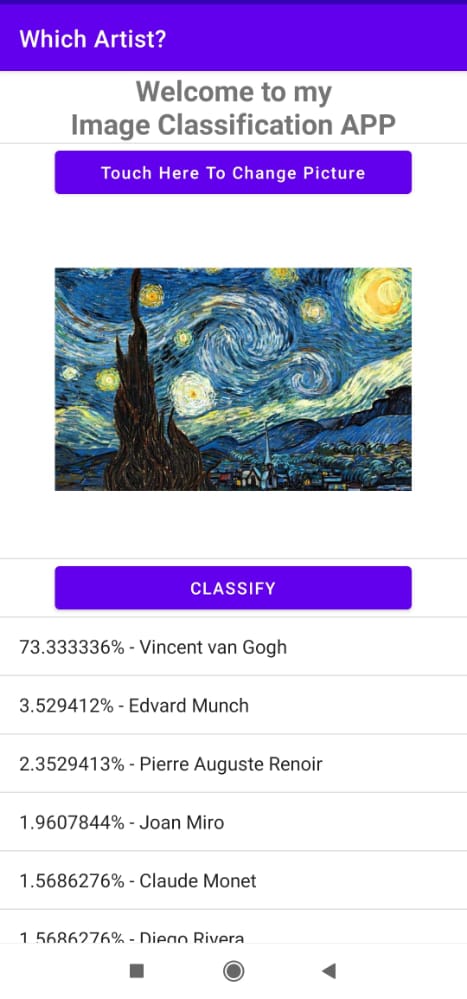 Which Artist?
Welcome to my
Image Classification APP
Touch Here To Change Picture
CLASSIFY
73.333336% - Vincent van Gogh
3.529412% - Edvard Munch
2.3529413% - Pierre Auguste Renoir
1.9607844% - Joan Miro
1.5686276% - Claude Monet
1.5686276% - Diego Rivera